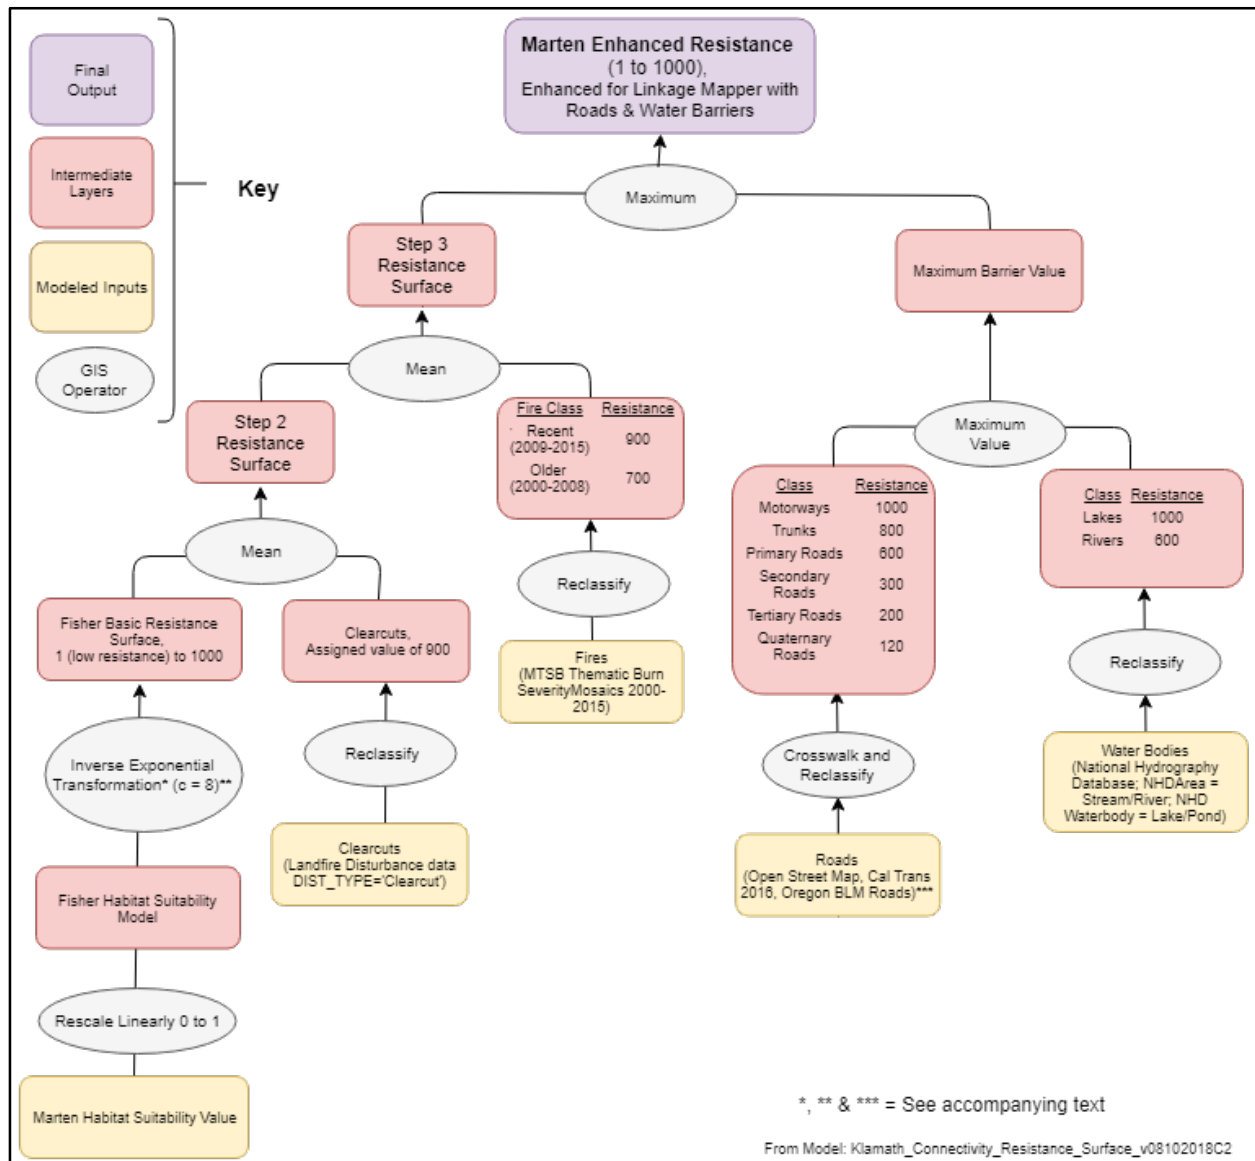 Final
Output
Intermediate
Layers
Modeled Inputs
GIS
Operator
Key
Marten Enhanced Resistance
(1 to 1000),
Enhanced for Linkage Mapper with
Roads & Water Barriers
Maximum
Step 3
Resistance
Surface
Maximum Barrier Value
Mean
Step 2
Resistance
Surface
Fire Class Resistance
Recent
(2009-2015) 900
Older
(2000-2008) 700
Maximum
Value
Class Resistance
Motorways 1000
Trunks 800
Primary Roads 600
Secondary
Roads 300
Tertiary Roads 200
Quaternary
Roads 120
Class Resistance
Lakes 1000
Rivers 600
Mean
Reclassify
Fisher Basic Resistance
Surface,
1 (low resistance) to 1000
Clearcuts,
Assigned value of 900
Fires
(MTSB Thematic Burn
SeverityMosaics 2000-
2015)
Reclassify
Inverse Exponential
Transformation* (c = 8)**
Reclassify
Crosswalk and
Reclassify
Water Bodies
(National Hydrography
Database; NHDArea =
Stream/River; NHD
Waterbody = Lake/Pond)
Clearcuts
(Landfire Disturbance data
DIST_TYPE='Clearcut')
Roads
(Open Street Map, Cal Trans
2016, Oregon BLM Roads)***
Fisher Habitat Suitability
Model
Rescale Linearly 0 to 1
Marten Habitat Suitability Value
*, ** & *** = See accompanying text
From Model: Klamath_Connectivity_Resistance_Surface_v08102018C2